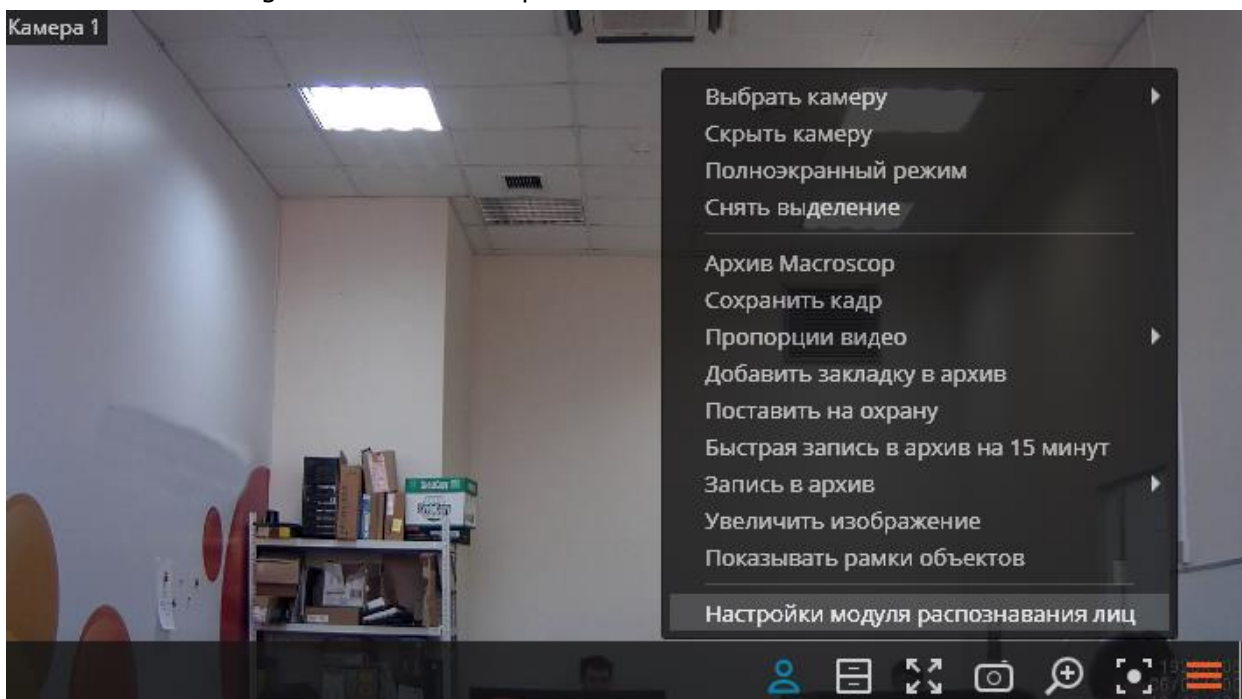 Камера 1
Выбрать камеру
Скрыть камеру
Полноэкранный режим
Снять выделение
Архив Macroscop
Сохранить кадр
Пропорции видео
Добавить закладку в архив
Поставить на охрану
Быстрая запись в архив на 15 минут
Запись в архив
Увеличить изображение
Показывать рамки объектов
Настройки модуля распознавания лиц